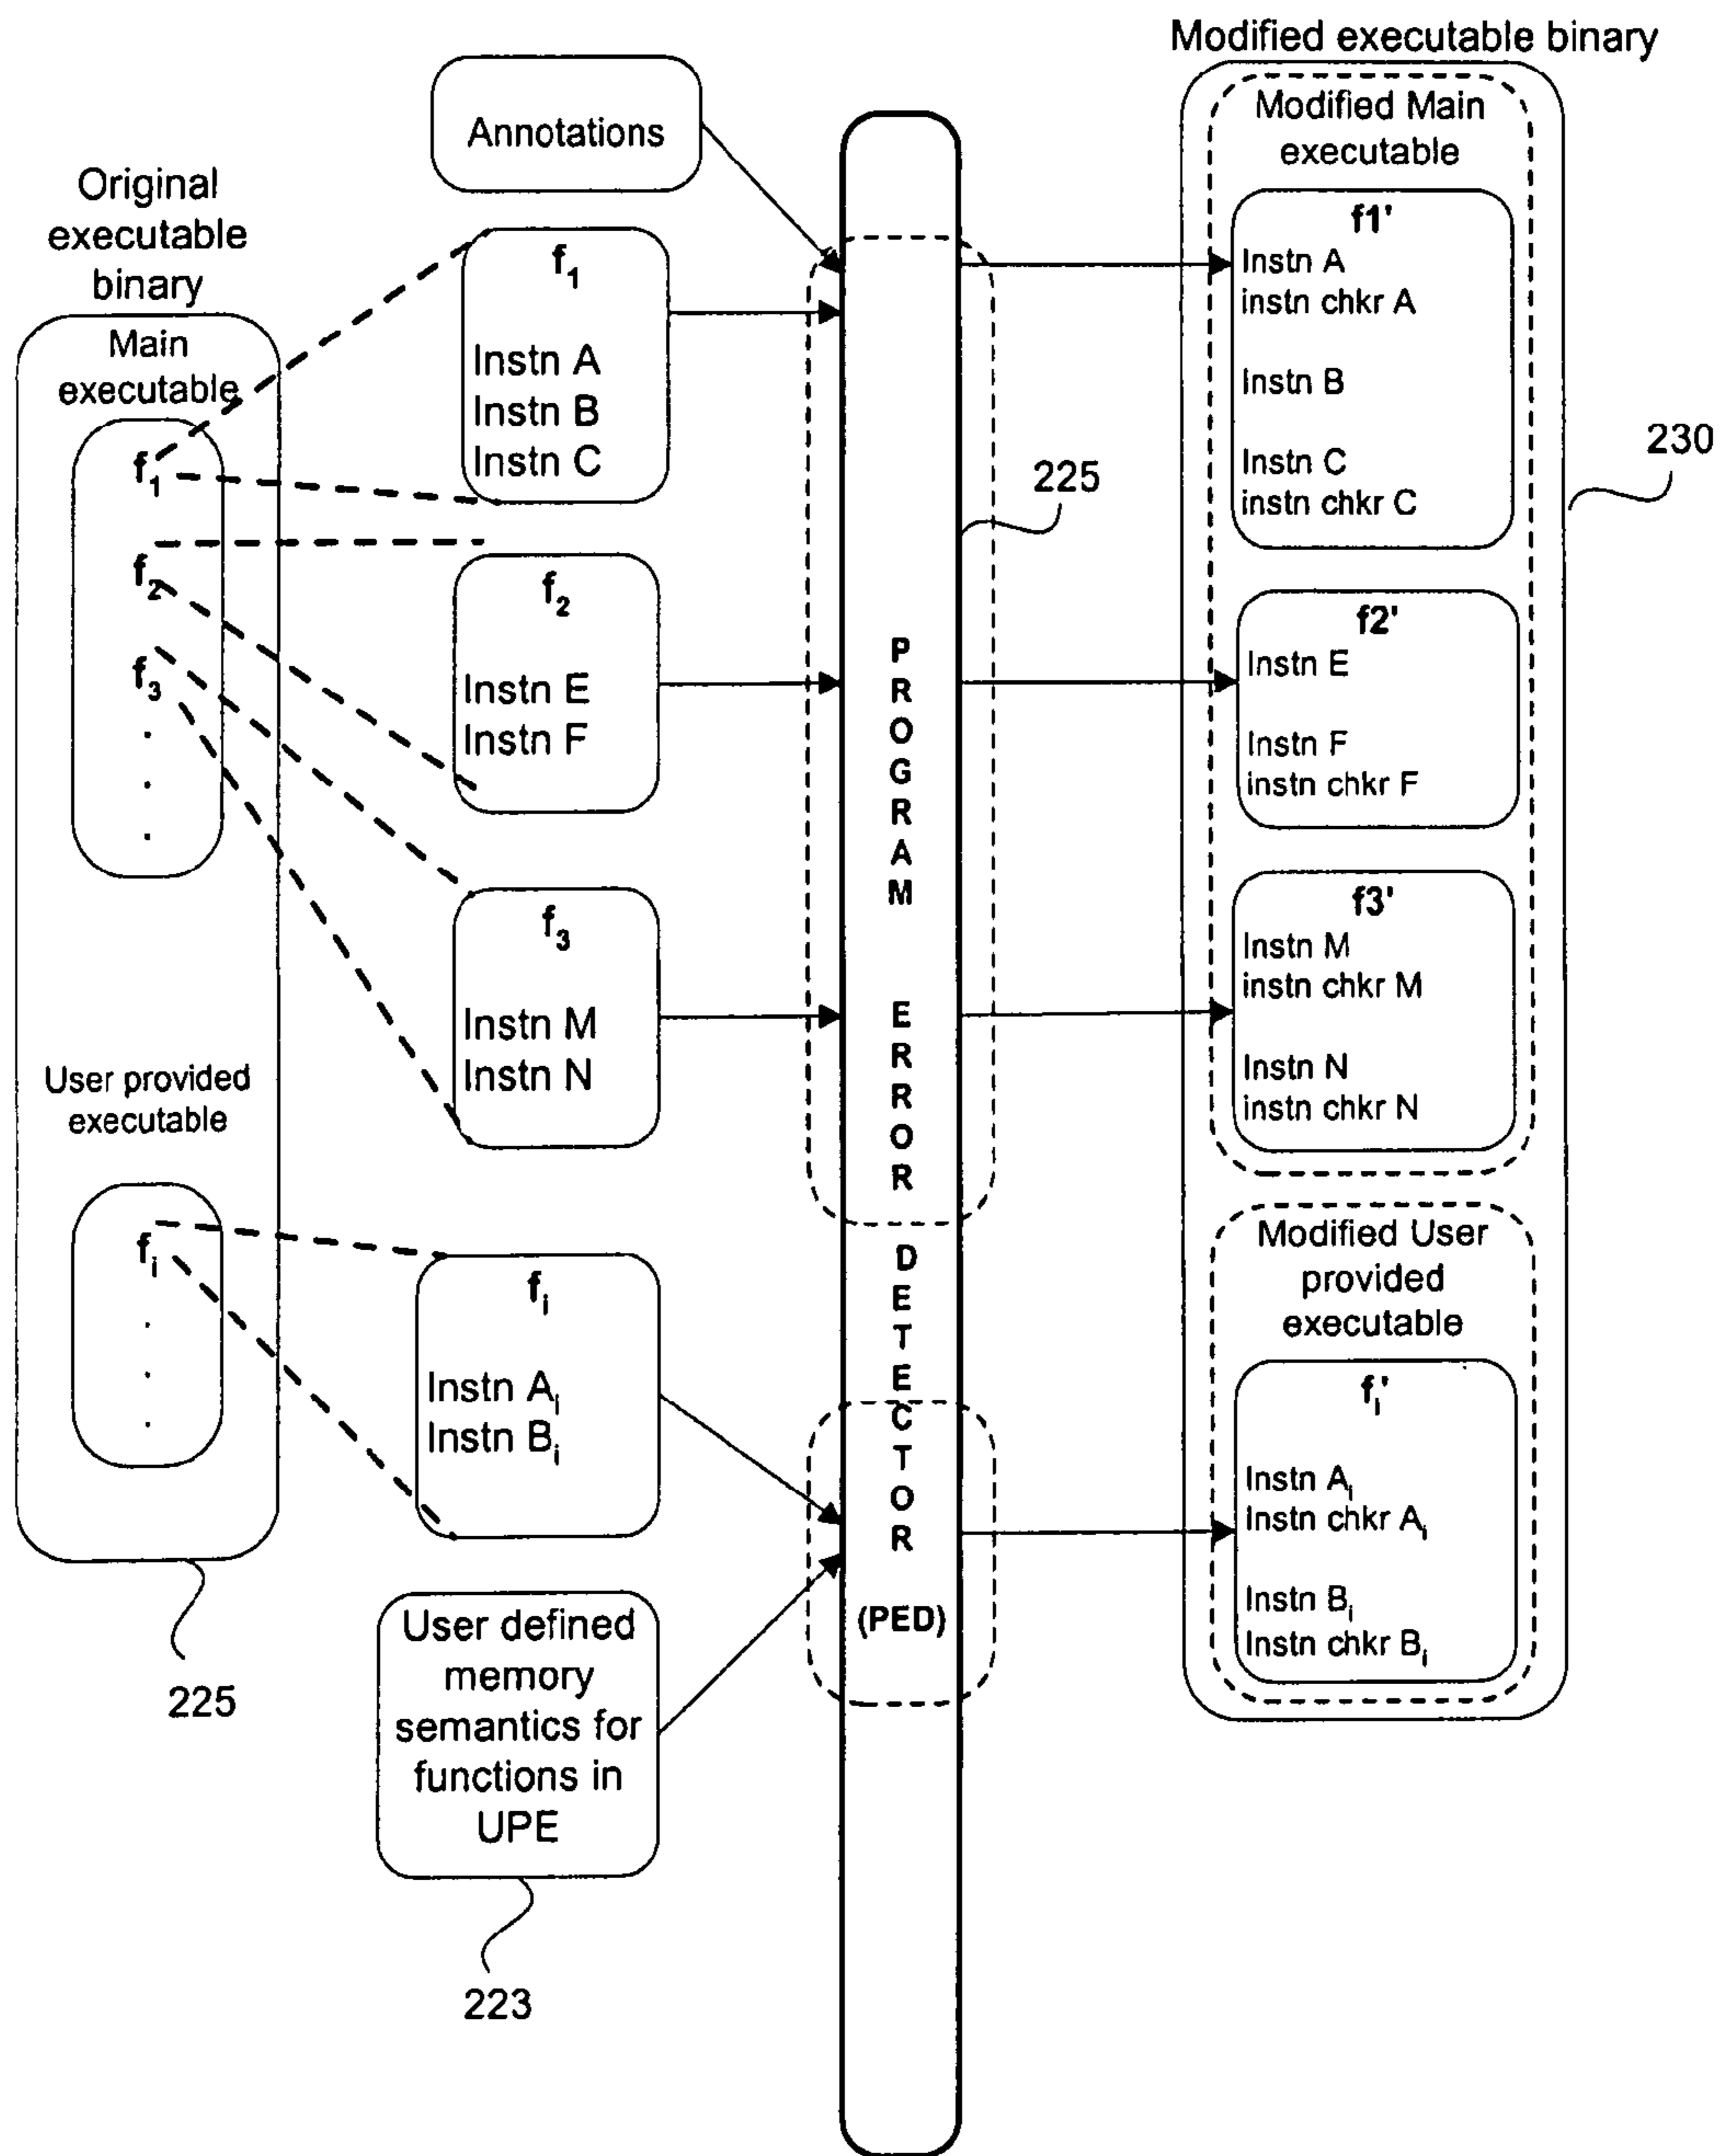 Modified executable binary
Annotations
Original
executable
binary
Main
executable
f1
f2
f3
.
.
.
User provided
executable
fi
.
.
.
225
f1
Instn A
Instn B
Instn C
f2
Instn E
Instn F
f3
Instn M
Instn N
fi
Instn Ai
Instn Bi
User defined
memory
semantics for
functions in
UPE
223
PROGRAM ERROR DETECTOR
(PED)
225
Modified Main
executable
f1'
Instn A
instn chkr A
Instn B
Instn C
instn chkr C
f2'
Instn E
Instn F
instn chkr F
f3'
Instn M
instn chkr M
Instn N
instn chkr N
Modified User
provided
executable
fi'
Instn Ai
Instn chkr Ai
Instn Bi
Instn chkr Bi
230